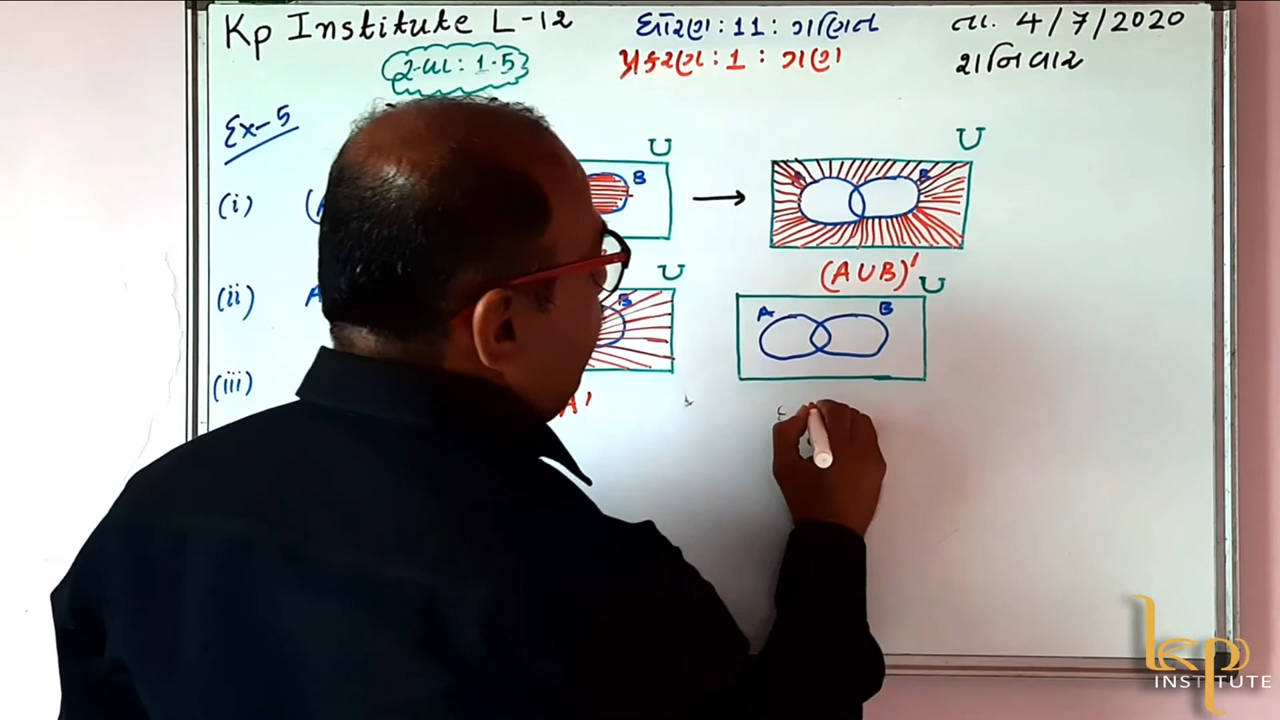 Kp Institute L-12
ધોરણ : 11 : ગણિત
તા. 4/7/2020
સ્વા : 1.5
પ્રકરણ : 1 : ગણો
શનિવાર
Ex-5
U
U
(i)
(A
B
A
B
(A∪B)'
(ii)
A
U
B
U
A
B
(iii)
A'
kp
INSTITUTE